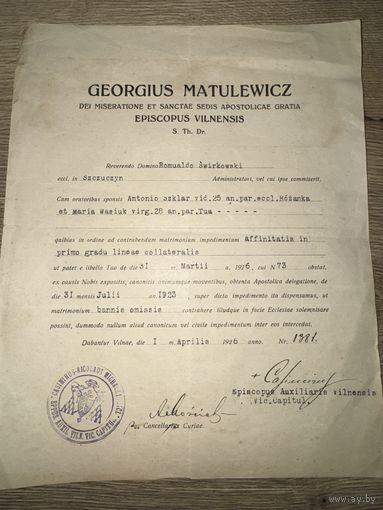 GEORGIUS MATULEWICZ
DEI MISERATIONE ET SANCTAE SEDIS APOSTOLICAE GRATIA
EPISCOPUS VILNENSIS
S. Th. Dr.
Reverendo Domino Romualdo Świrkowski
eccl. in Szczuczyn Administratori, vel cui ipse commiserit.
Cum oratoribus sponsis Antonio Szklar vid. 25 an. par. eccl. Różanka
et Maria Wasiuk virg. 28 an. par. Tua - - - - -
quibus in ordine ad contrahendum matrimonium impedimentum affinitatis in
primo gradu lineae collateralis
ut patet e libello Tuo de die 31 m. Martii a. 1926, cui N 73 obstat,
ex causis Nobis expositis, canonicis animumque moventibus, obtenta Apostolica delegatione, de
die 31 mensis Julii an. 1923, super dicto impedimento ita dispensamus, ut
matrimonium bannis omissis contrahere illudque in facie Ecclesiae solemnisare
possint, dummodo nullum aliud canonicum vel civile impedimentum inter eos intercedat.
Dabantur Vilnae, die I m. Aprilis 1926 anno Nr. 1381.
Episcopus Auxiliaris Vilnensis
Vic. Capitul.
Cancellarius Curiae.